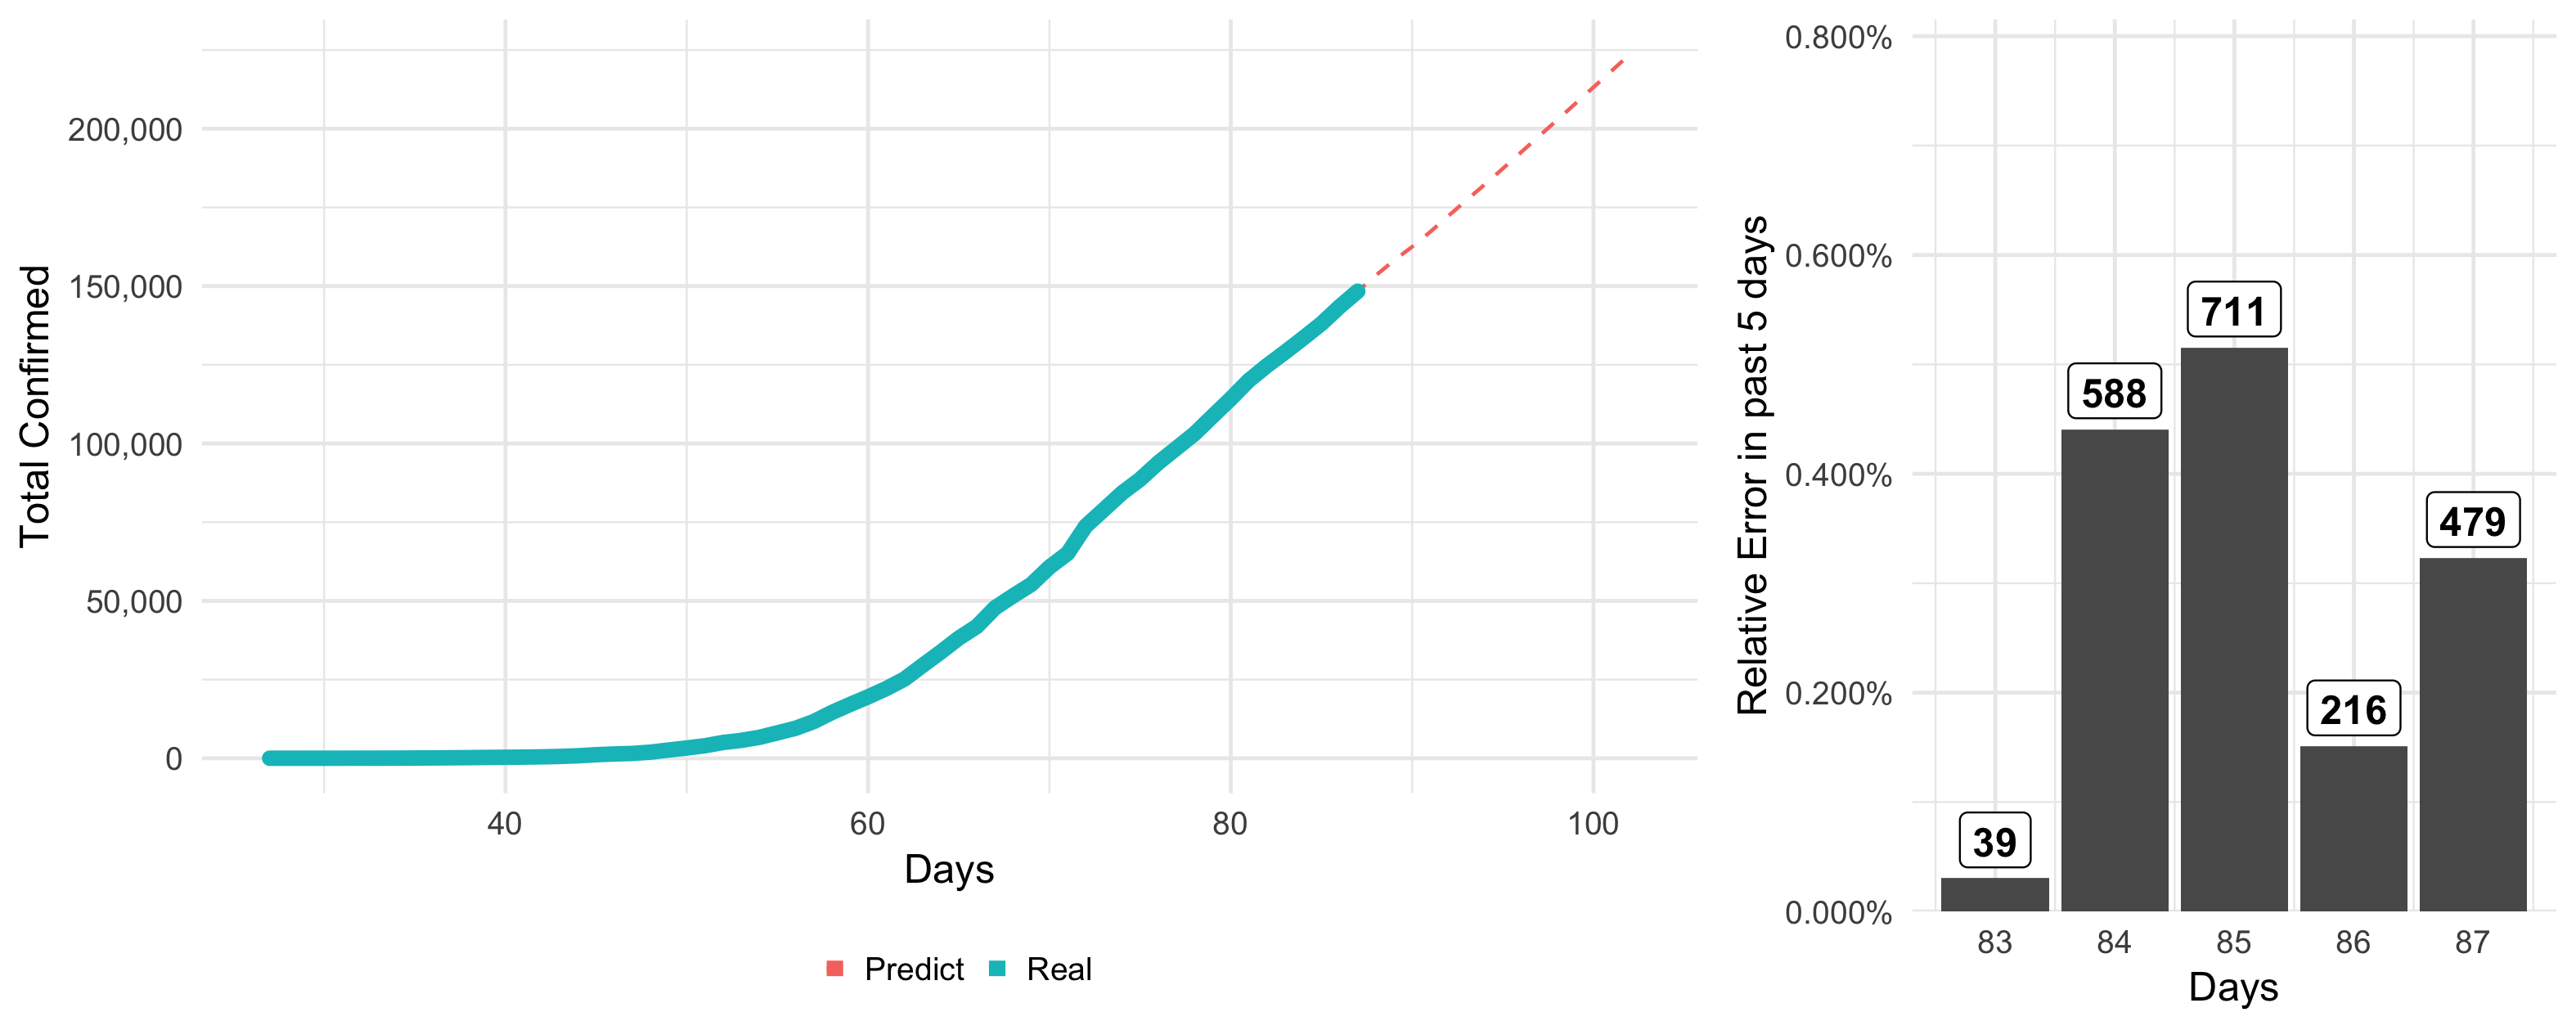 Total Confirmed
200,000
150,000
100,000
50,000
0
40 60 80 100
Days
Predict Real
Relative Error in past 5 days
0.800%
0.600%
0.400%
0.200%
0.000%
711
588
479
216
39
83 84 85 86 87
Days